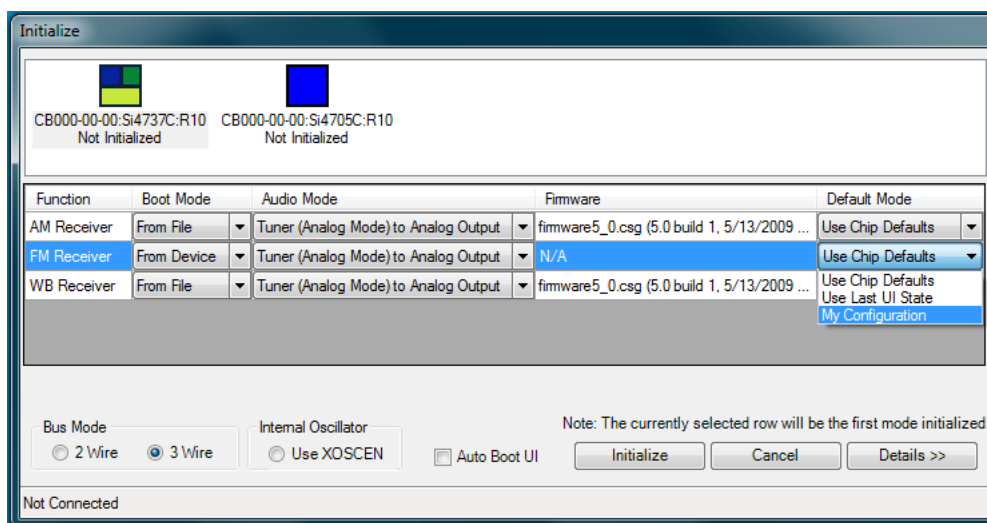 Initialize
CB000-00-00:Si4737C:R10 CB000-00-00:Si4705C:R10
Not Initialized Not Initialized
Function Boot Mode Audio Mode Firmware Default Mode
AM Receiver From File Tuner (Analog Mode) to Analog Output firmware5_0.csg (5.0 build 1, 5/13/2009 ... Use Chip Defaults
FM Receiver From Device Tuner (Analog Mode) to Analog Output N/A Use Chip Defaults
WB Receiver From File Tuner (Analog Mode) to Analog Output firmware5_0.csg (5.0 build 1, 5/13/2009 ... Use Chip Defaults
Use Last UI State
My Configuration
Bus Mode Internal Oscillator Note: The currently selected row will be the first mode initialized
2 Wire 3 Wire Use XOSCEN Auto Boot UI Initialize Cancel Details >>
Not Connected